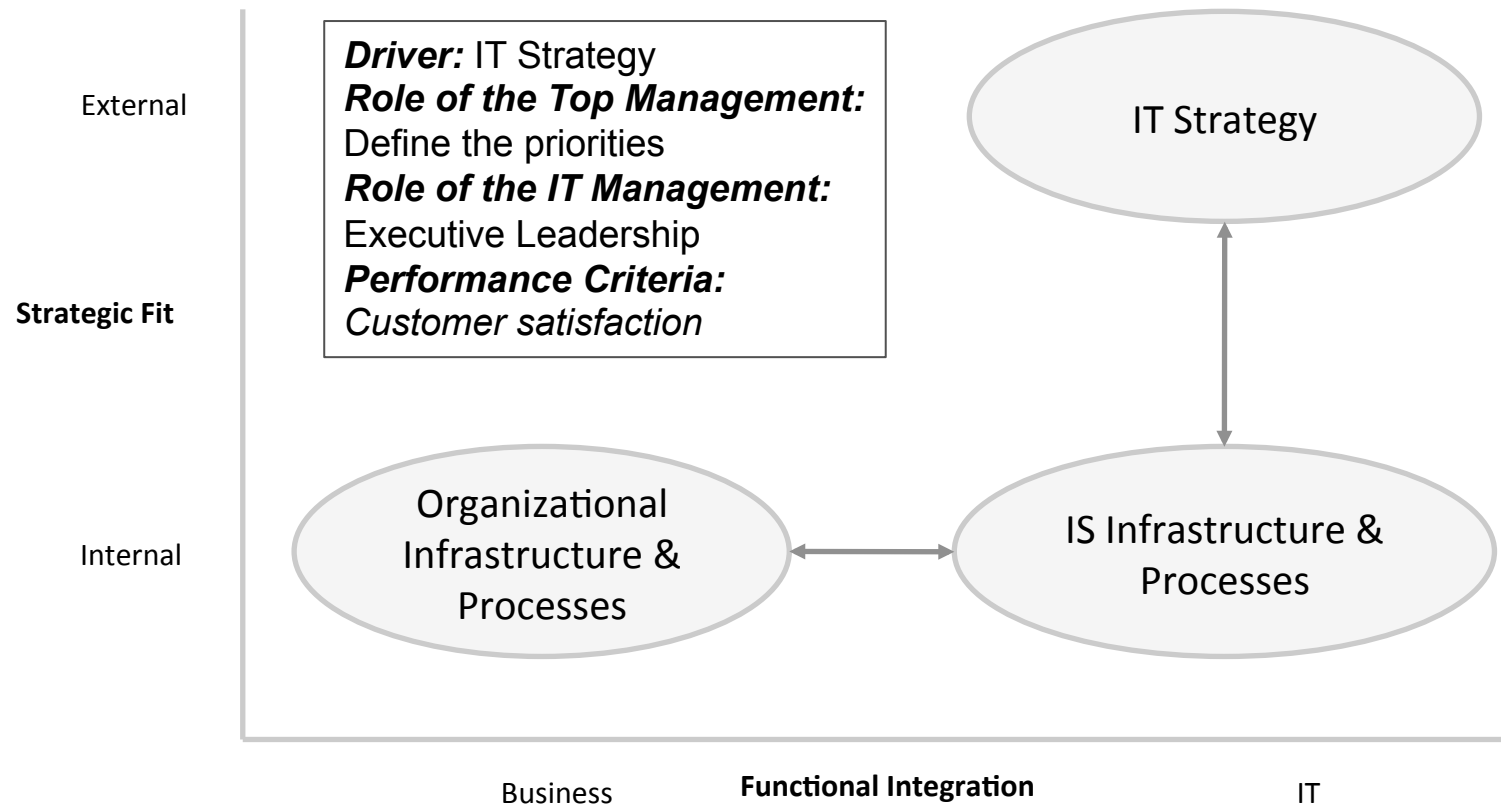 External
Driver: IT Strategy
Role of the Top Management:
Define the priorities
Role of the IT Management:
Executive Leadership
Performance Criteria:
Customer satisfaction
IT Strategy
Strategic Fit
Internal
Organizational
Infrastructure &
Processes
IS Infrastructure &
Processes
Business
Functional Integration
IT